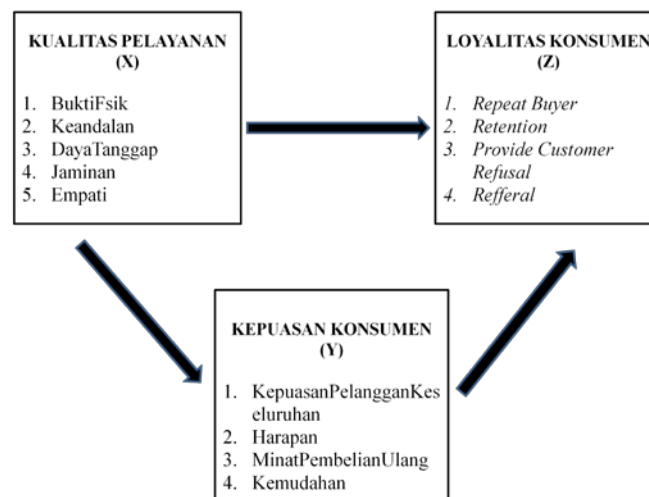 KUALITAS PELAYANAN
(X)
1. BuktiFsik
2. Keandalan
3. DayaTanggap
4. Jaminan
5. Empati
LOYALITAS KONSUMEN
(Z)
1. Repeat Buyer
2. Retention
3. Provide Customer
Refusal
4. Refferal
KEPUASAN KONSUMEN
(Y)
1. KepuasanPelangganKes
eluruhan
2. Harapan
3. MinatPembelianUlang
4. Kemudahan